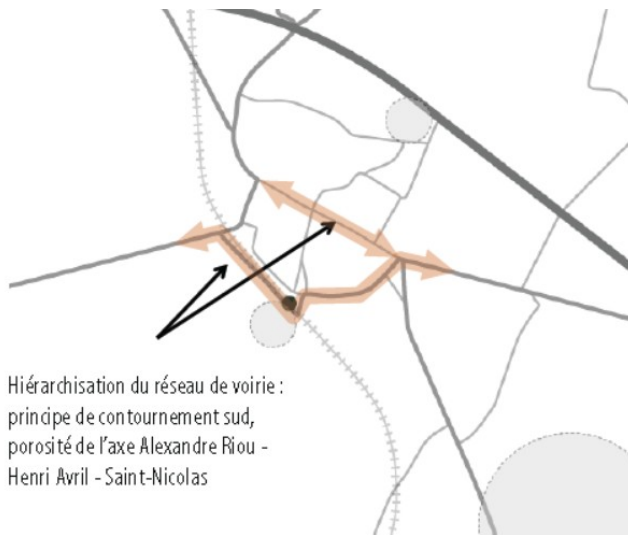 Hiérarchisation du réseau de voirie :
principe de contournement sud,
porosité de l'axe Alexandre Riou -
Henri Avril - Saint-Nicolas